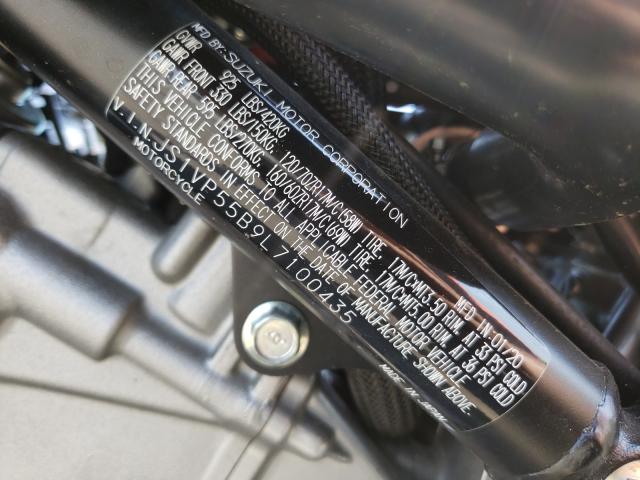 MFD BY: SUZUKI MOTOR CORPORATION
MFD IN: 01/20
GVWR 925 LBS/420KG
GAWR FRONT 330 LBS/150KG, 120/70ZR17M/C(58W) TIRE, 17M/CMT3.50 RIM, AT 33 PSI COLD
GAWR REAR 595 LBS/270KG, 160/60ZR17M/C(69W) TIRE, 17M/CMT5.00 RIM, AT 36 PSI COLD
THIS VEHICLE CONFORMS TO ALL APPLICABLE FEDERAL MOTOR VEHICLE
SAFETY STANDARDS IN EFFECT ON THE DATE OF MANUFACTURE SHOWN ABOVE.
V.I.N. JS1VP55B9L7100435
MOTORCYCLE
MADE IN JAPAN
8